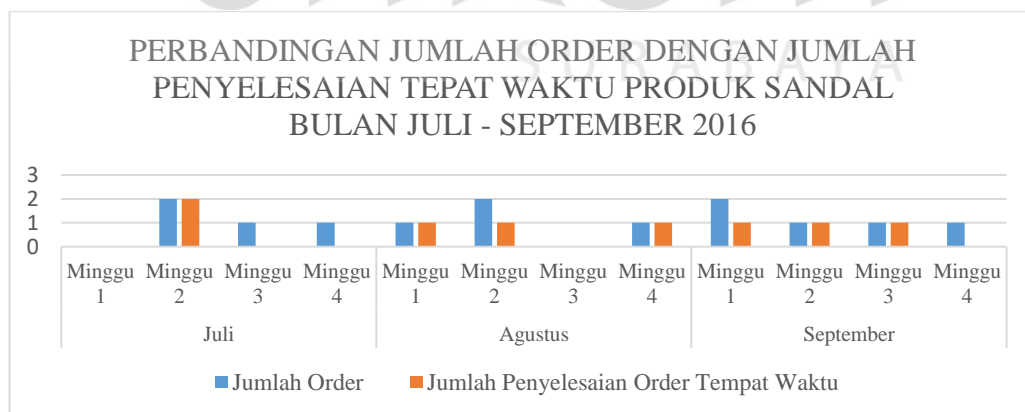 SURABAYA
PERBANDINGAN JUMLAH ORDER DENGAN JUMLAH
PENYELESAIAN TEPAT WAKTU PRODUK SANDAL
BULAN JULI - SEPTEMBER 2016
3
2
1
0
Minggu Minggu Minggu Minggu Minggu Minggu Minggu Minggu Minggu Minggu Minggu Minggu
1 2 3 4 1 2 3 4 1 2 3 4
Juli Agustus September
Jumlah Order Jumlah Penyelesaian Order Tempat Waktu